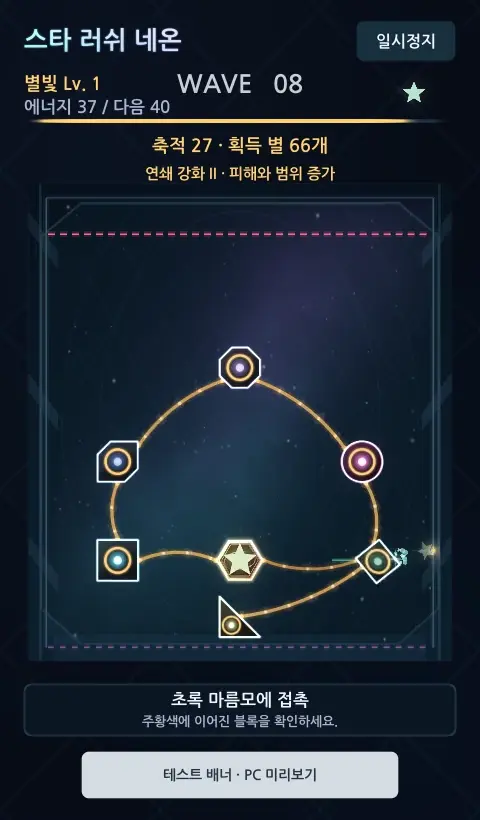 스타 러쉬 네온
일시정지
별빛 Lv. 1
WAVE 08
에너지 37 / 다음 40
축적 27 · 획득 별 66개
연쇄 강화 II · 피해와 범위 증가
초록 마름모에 접촉
주황색에 이어진 블록을 확인하세요.
테스트 배너 · PC 미리보기